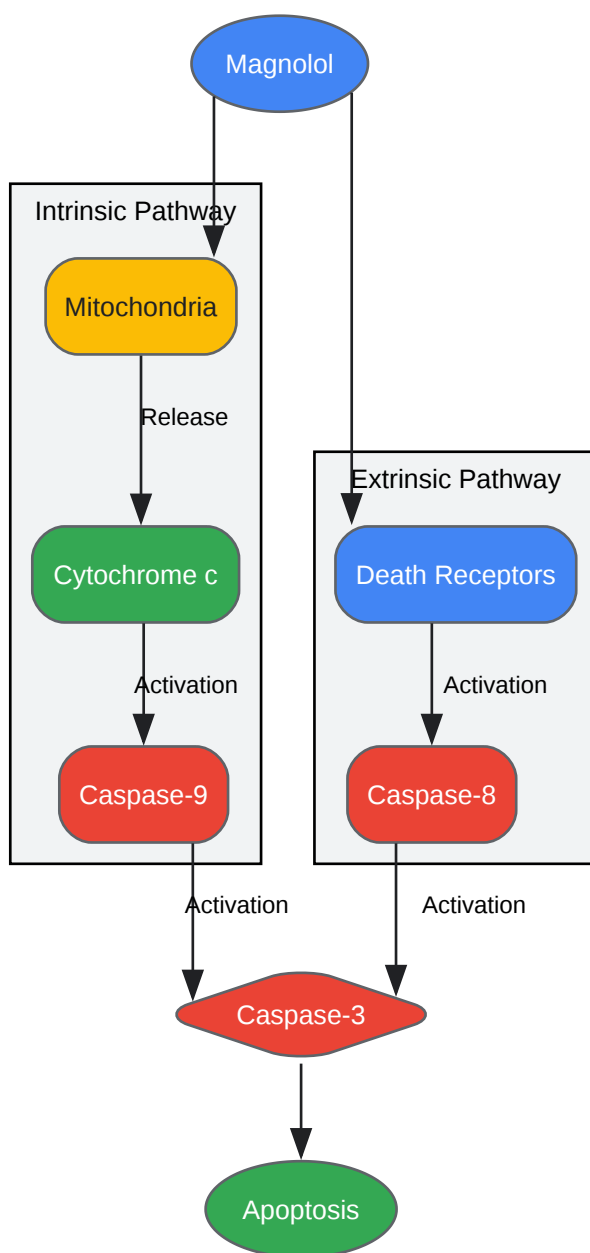 Magnolol
Intrinsic Pathway
Mitochondria
Release
Extrinsic Pathway
Cytochrome c
Death Receptors
Activation
Activation
Caspase-9
Caspase-8
Activation
Activation
Caspase-3
Apoptosis